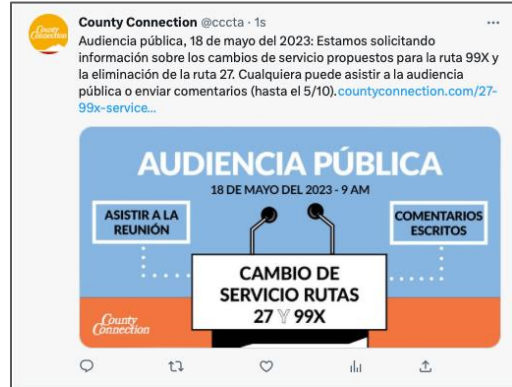 County Connection @cccta · 1s
Audiencia pública, 18 de mayo del 2023: Estamos solicitando
información sobre los cambios de servicio propuestos para la ruta 99X y
la eliminación de la ruta 27. Cualquiera puede asistir a la audiencia
pública o enviar comentarios (hasta el 5/10).countyconnection.com/27-
99x-service...
AUDIENCIA PÚBLICA
18 DE MAYO DEL 2023 - 9 AM
ASISTIR A LA
REUNIÓN
COMENTARIOS
ESCRITOS
CAMBIO DE
SERVICIO RUTAS
27 Y 99X
County
Connection